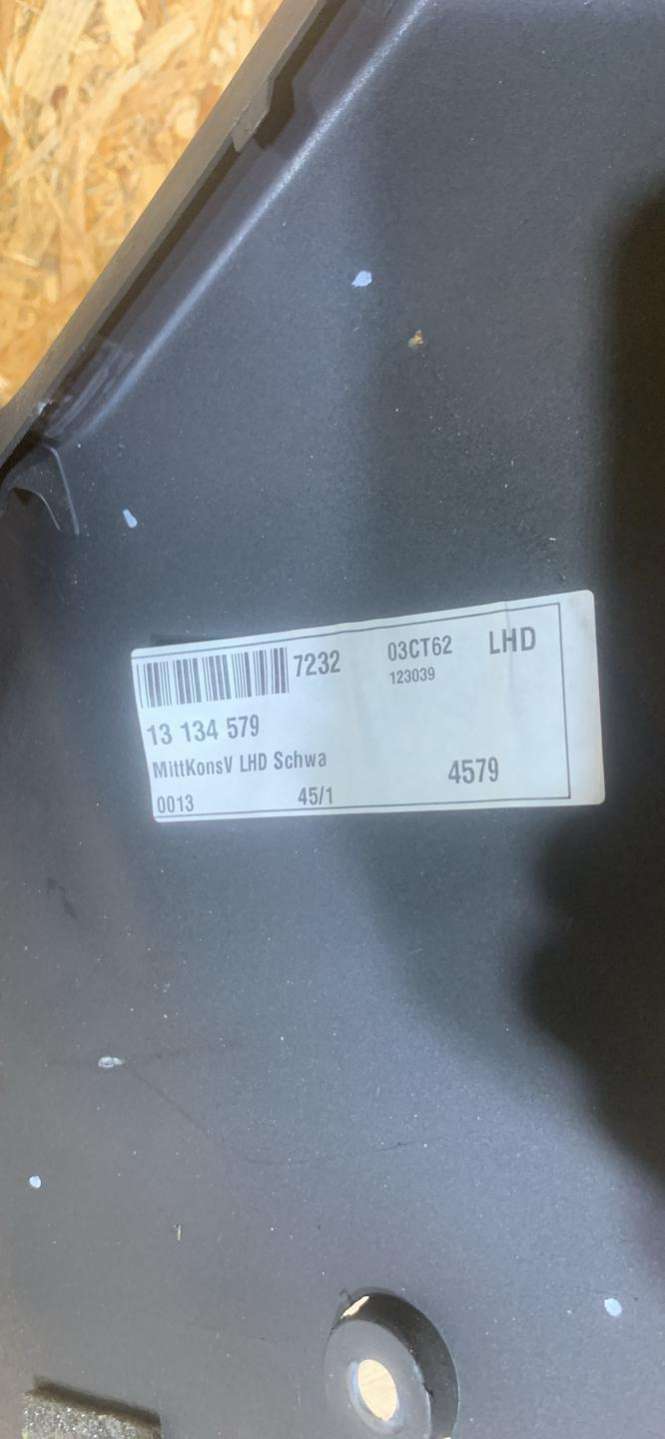 7232 03CT62 LHD
123039
13 134 579
MittKonsV LHD Schwa
4579
0013 45/1